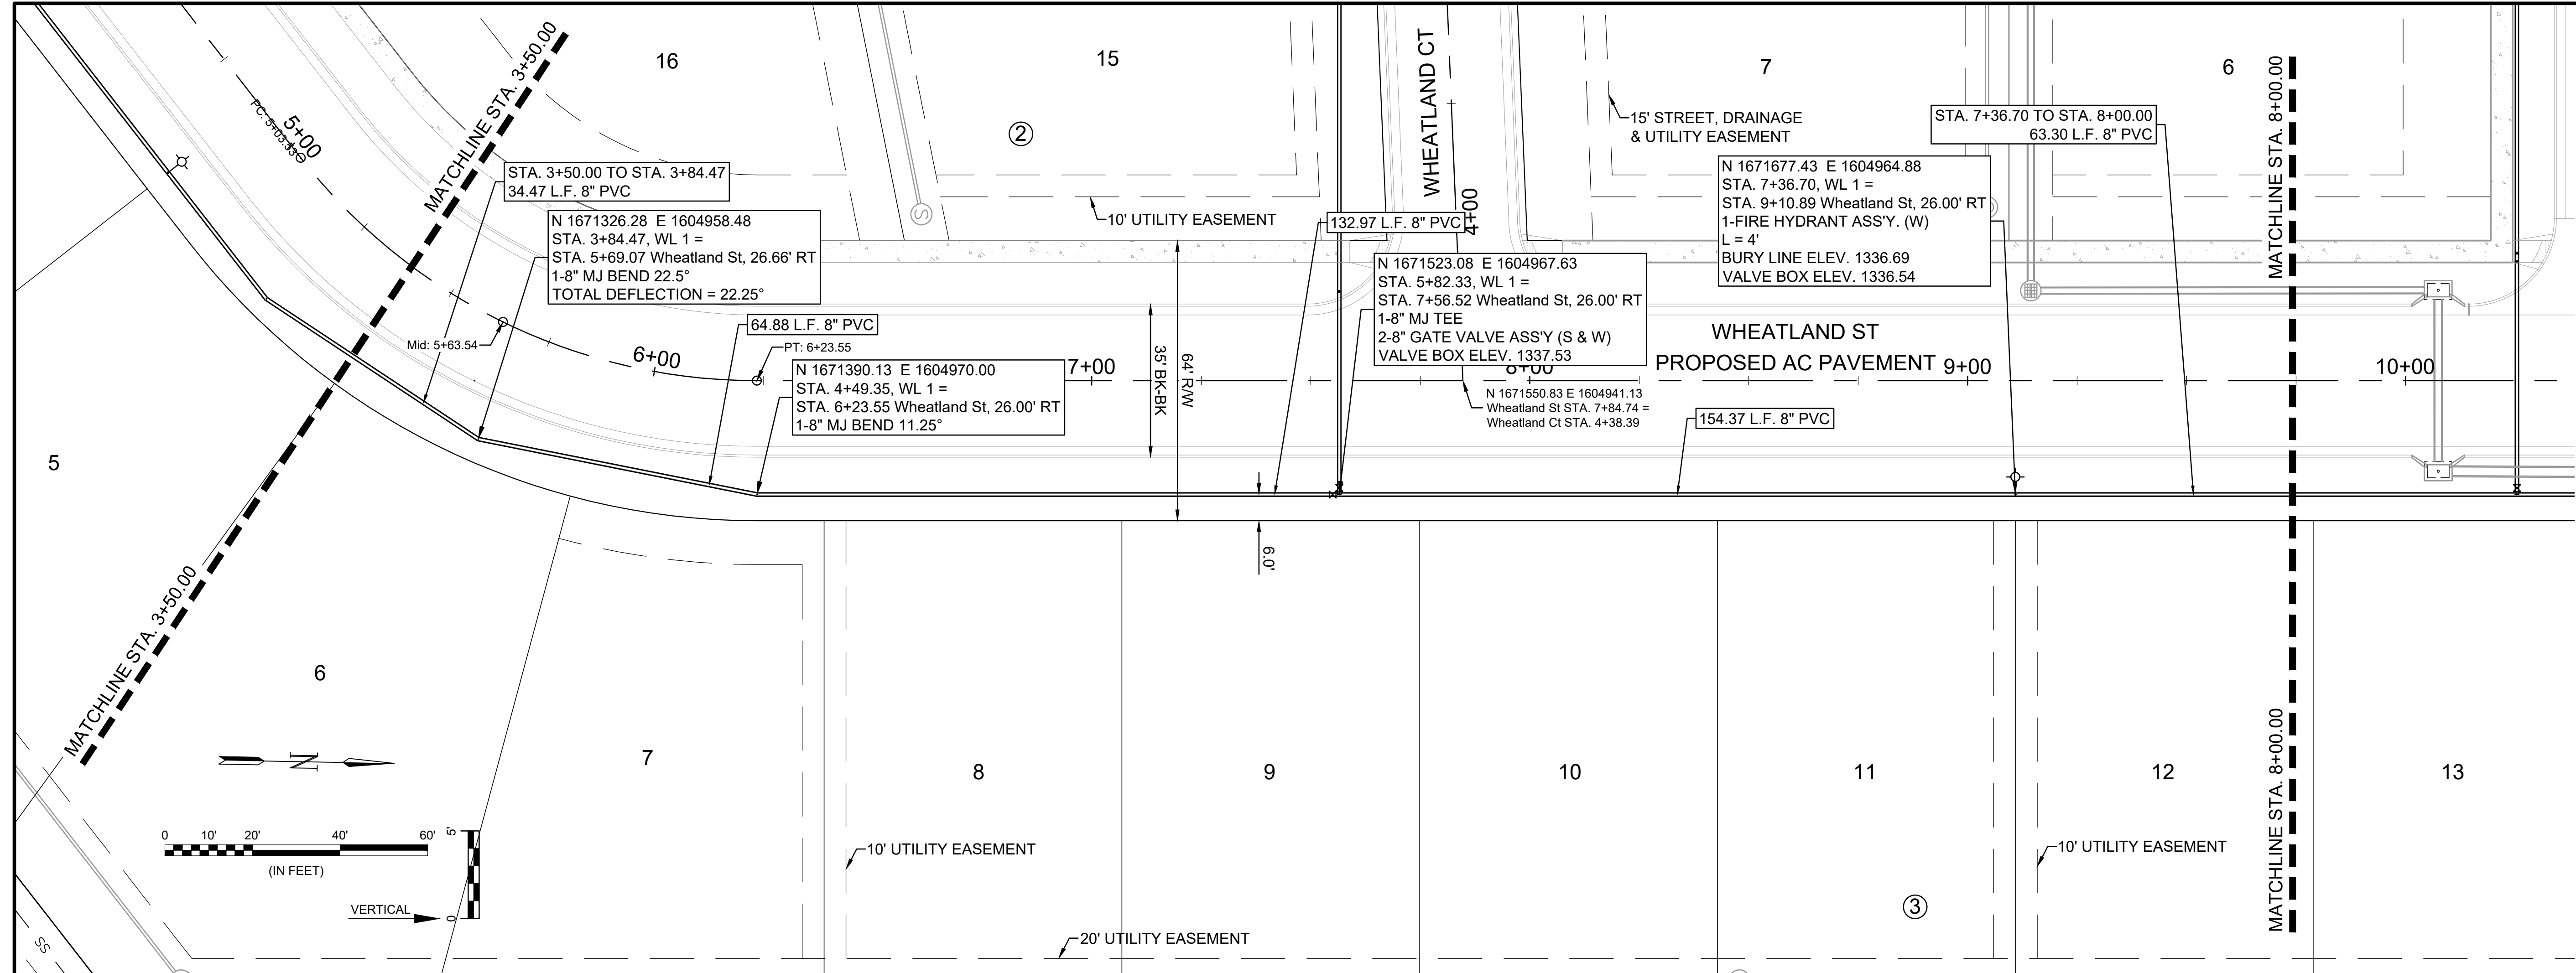 16
15
7
6
②
MATCHLINE STA. 3+50.00
5+00
PC: 5+03.33
WHEATLAND CT
4+00
15' STREET, DRAINAGE
& UTILITY EASEMENT
STA. 7+36.70 TO STA. 8+00.00
63.30 L.F. 8" PVC
MATCHLINE STA. 8+00.00
STA. 3+50.00 TO STA. 3+84.47
34.47 L.F. 8" PVC
N 1671326.28 E 1604958.48
STA. 3+84.47, WL 1 =
STA. 5+69.07 Wheatland St, 26.66' RT
1-8" MJ BEND 22.5°
TOTAL DEFLECTION = 22.25°
10' UTILITY EASEMENT
132.97 L.F. 8" PVC
N 1671677.43 E 1604964.88
STA. 7+36.70, WL 1 =
STA. 9+10.89 Wheatland St, 26.00' RT
1-FIRE HYDRANT ASS'Y. (W)
L = 4'
BURY LINE ELEV. 1336.69
VALVE BOX ELEV. 1336.54
N 1671523.08 E 1604967.63
STA. 5+82.33, WL 1 =
STA. 7+56.52 Wheatland St, 26.00' RT
1-8" MJ TEE
2-8" GATE VALVE ASS'Y (S & W)
VALVE BOX ELEV. 1337.53
64.88 L.F. 8" PVC
Mid: 5+63.54
6+00
PT: 6+23.55
N 1671390.13 E 1604970.00
STA. 4+49.35, WL 1 =
STA. 6+23.55 Wheatland St, 26.00' RT
1-8" MJ BEND 11.25°
7+00
35' BK-BK
64' R/W
8+00
WHEATLAND ST
PROPOSED AC PAVEMENT
9+00
10+00
N 1671550.83 E 1604941.13
Wheatland St STA. 7+84.74 =
Wheatland Ct STA. 4+38.39
154.37 L.F. 8" PVC
S
5
6.0'
MATCHLINE STA. 3+50.00
6
7
8
9
10
11
12
13
N
MATCHLINE STA. 8+00.00
0 10' 20' 40' 60'
(IN FEET)
5'
0
VERTICAL
10' UTILITY EASEMENT
10' UTILITY EASEMENT
③
20' UTILITY EASEMENT
SS